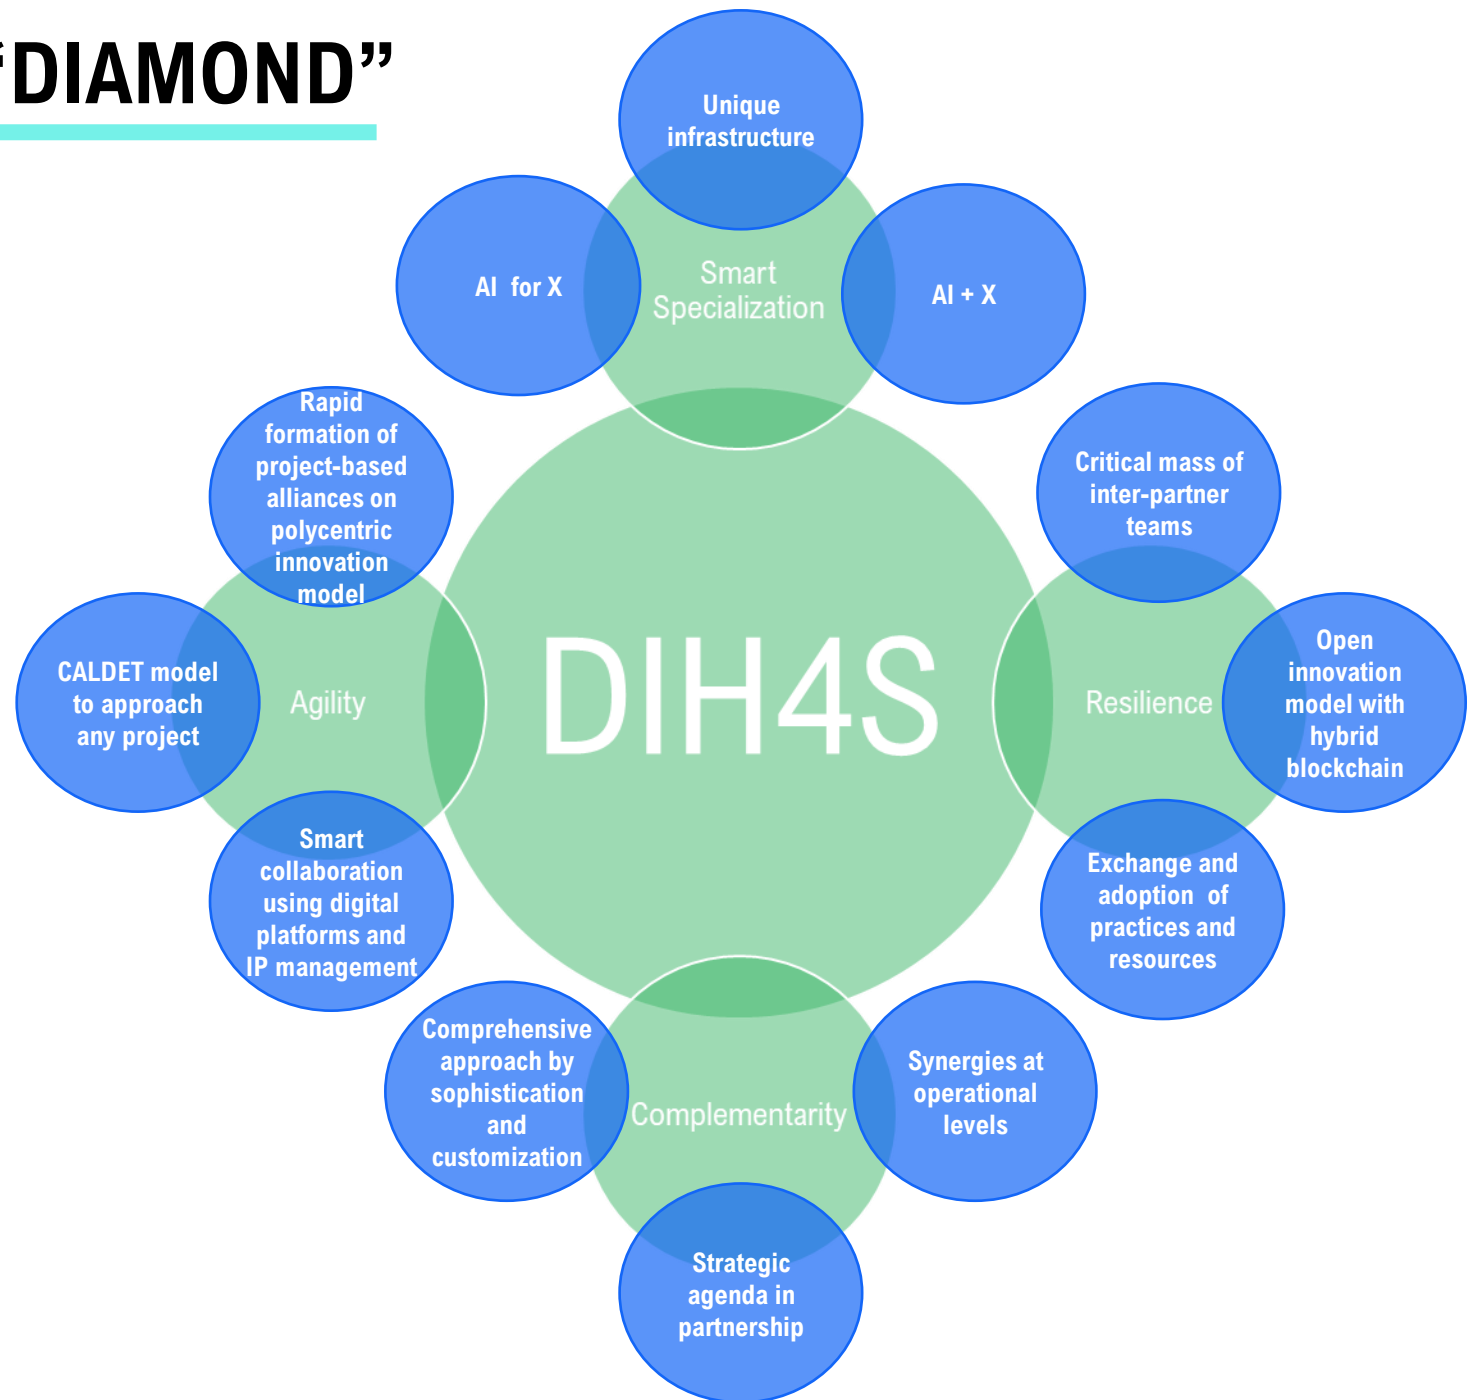 “DIAMOND”
Unique
infrastructure
AI for X
Smart
Specialization
AI + X
Rapid
formation of
project-based
alliances on
polycentric
innovation
model
Critical mass of
inter-partner
teams
CALDET model
to approach
any project
Agility
DIH4S
Resilience
Open
innovation
model with
hybrid
blockchain
Smart
collaboration
using digital
platforms and
IP management
Exchange and
adoption of
practices and
resources
Comprehensive
approach by
sophistication
and
customization
Complementarity
Synergies at
operational
levels
Strategic
agenda in
partnership